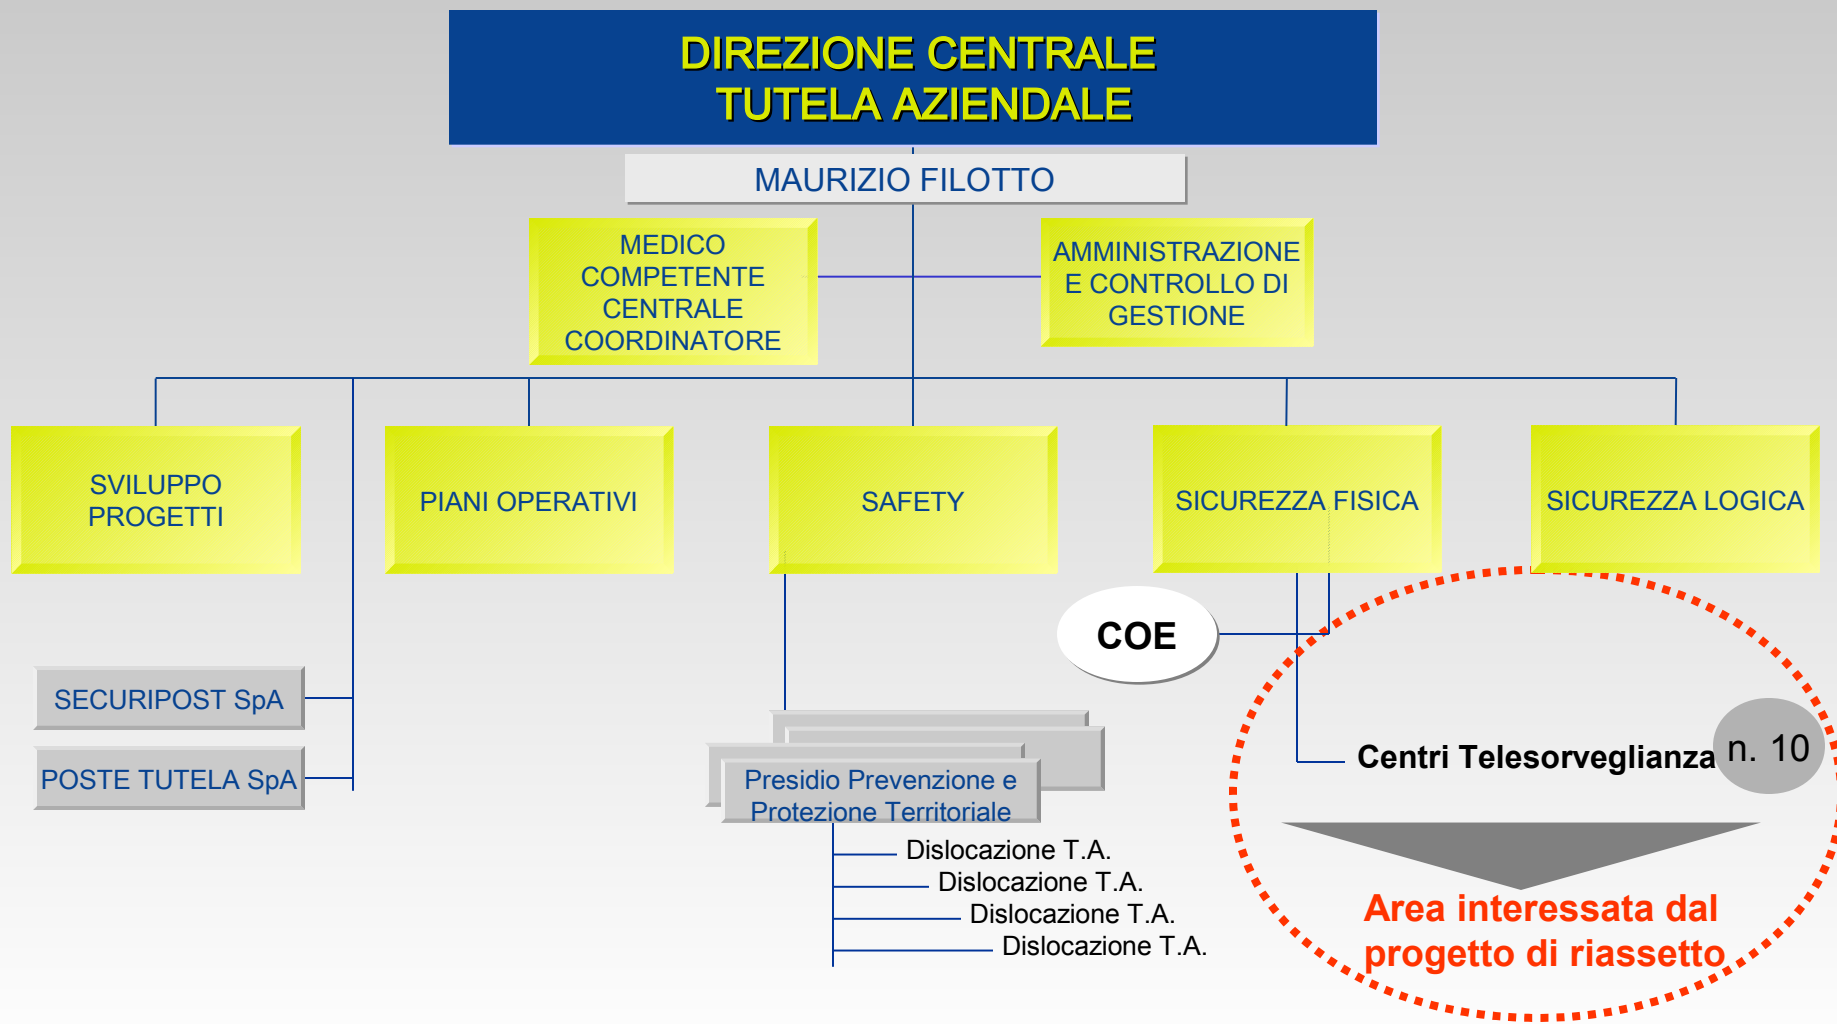 DIREZIONE CENTRALE
TUTELA AZIENDALE
MAURIZIO FILOTTO
MEDICO
COMPETENTE
CENTRALE
COORDINATORE
AMMINISTRAZIONE
E CONTROLLO DI
GESTIONE
SVILUPPO
PROGETTI
PIANI OPERATIVI
SAFETY
SICUREZZA FISICA
SICUREZZA LOGICA
COE
SECURIPOST SpA
POSTE TUTELA SpA
Centri Telesorveglianza
n. 10
Presidio Prevenzione e
Protezione Territoriale
Dislocazione T.A.
Dislocazione T.A.
Dislocazione T.A.
Dislocazione T.A.
Area interessata dal
progetto di riassetto